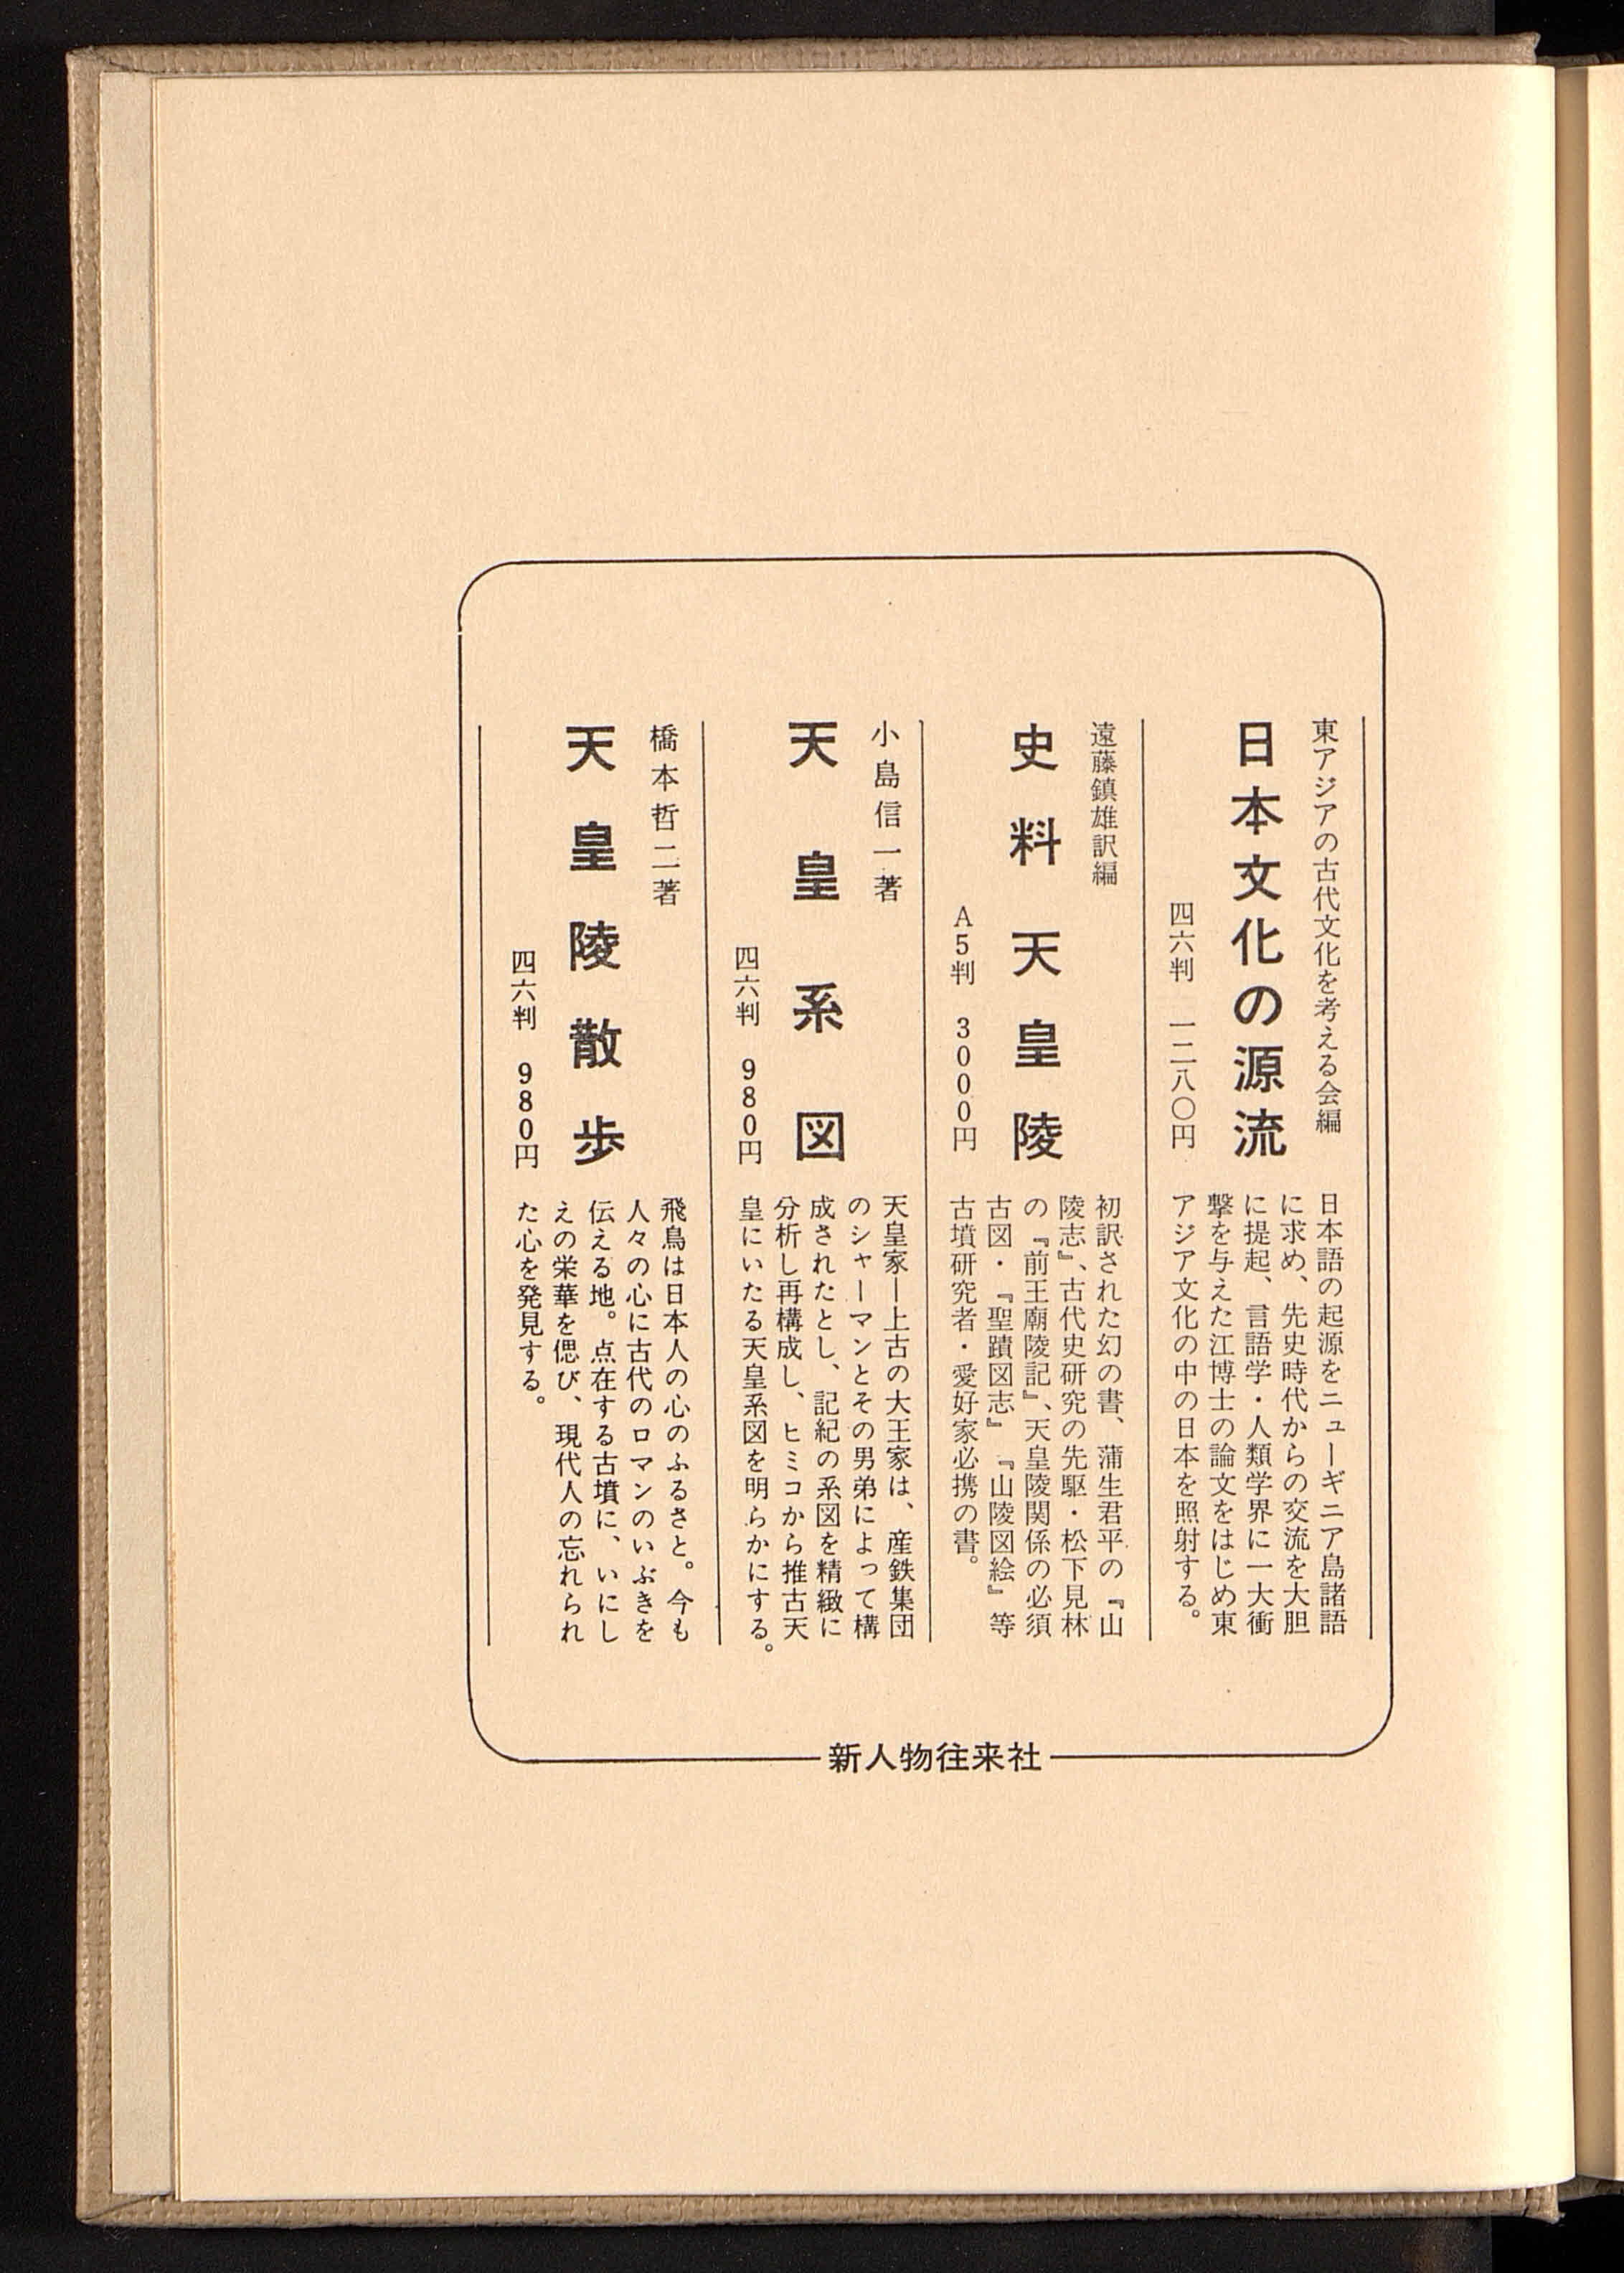 東アジアの古代文化を考える会編
日本文化の源流
四六判 一二八〇円
日本語の起源をニューギニア島諸語
に求め、先史時代からの交流を大胆
に提起、言語学・人類学界に一大衝
撃を与えた江博士の論文をはじめ東
アジア文化の中の日本を照射する。
遠藤鎮雄訳編
史料天皇陵
A5判 3000円
初訳された幻の書、蒲生君平の『山
陵志』、古代史研究の先駆・松下見林
の『前王廟陵記』、天皇陵関係の必須
古図・『聖蹟図志』『山陵図絵』等
古墳研究者・愛好家必携の書。
小島信一著
天皇系図
四六判 980円
天皇家―上古の大王家は、産鉄集団
のシャーマンとその男弟によって構
成されたとし、記紀の系図を精緻に
分析し再構成し、ヒミコから推古天
皇にいたる天皇系図を明らかにする。
橋本哲二著
天皇陵散歩
四六判 980円
飛鳥は日本人の心のふるさと。今も
人々の心に古代のロマンのいぶきを
伝える地。点在する古墳に、いにし
えの栄華を偲び、現代人の忘れられ
た心を発見する。
新人物往来社